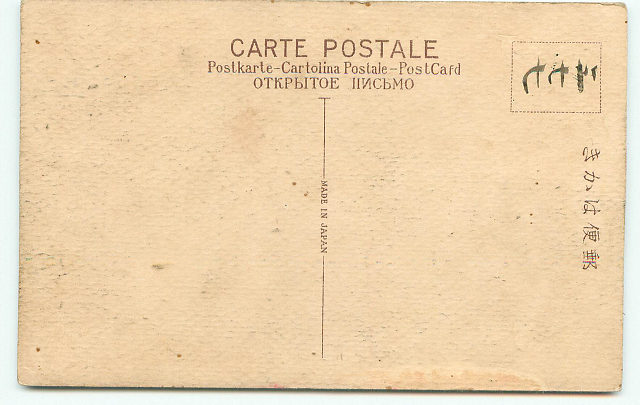 CARTE POSTALE
Postkarte–Cartolina Postale–PostCard
ОТКРЫТОЕ ПИСЬМО
MADE IN JAPAN
郵便はかき